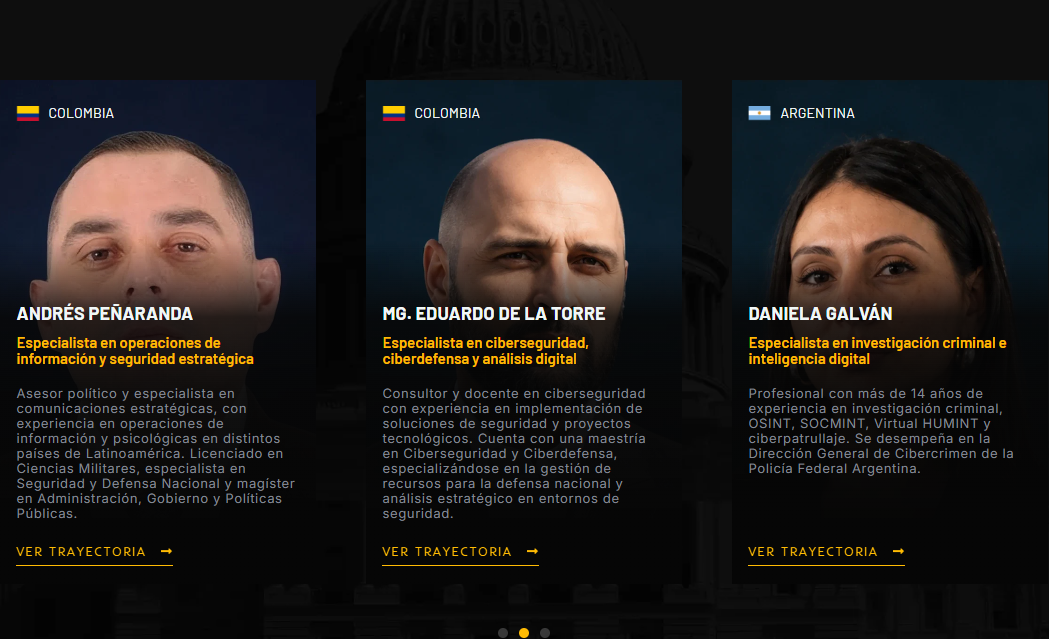 COLOMBIA
ANDRÉS PEÑARANDA
Especialista en operaciones de
información y seguridad estratégica
Asesor político y especialista en
comunicaciones estratégicas, con
experiencia en operaciones de
información y psicológicas en distintos
países de Latinoamérica. Licenciado en
Ciencias Militares, especialista en
Seguridad y Defensa Nacional y magíster
en Administración, Gobierno y Políticas
Públicas.
VER TRAYECTORIA ➞
COLOMBIA
MG. EDUARDO DE LA TORRE
Especialista en ciberseguridad,
ciberdefensa y análisis digital
Consultor y docente en ciberseguridad
con experiencia en implementación de
soluciones de seguridad y proyectos
tecnológicos. Cuenta con una maestría
en Ciberseguridad y Ciberdefensa,
especializándose en la gestión de
recursos para la defensa nacional y
análisis estratégico en entornos de
seguridad.
VER TRAYECTORIA ➞
ARGENTINA
DANIELA GALVÁN
Especialista en investigación criminal e
inteligencia digital
Profesional con más de 14 años de
experiencia en investigación criminal,
OSINT, SOCMINT, Virtual HUMINT y
ciberpatrullaje. Se desempeña en la
Dirección General de Cibercrimen de la
Policía Federal Argentina.
VER TRAYECTORIA ➞